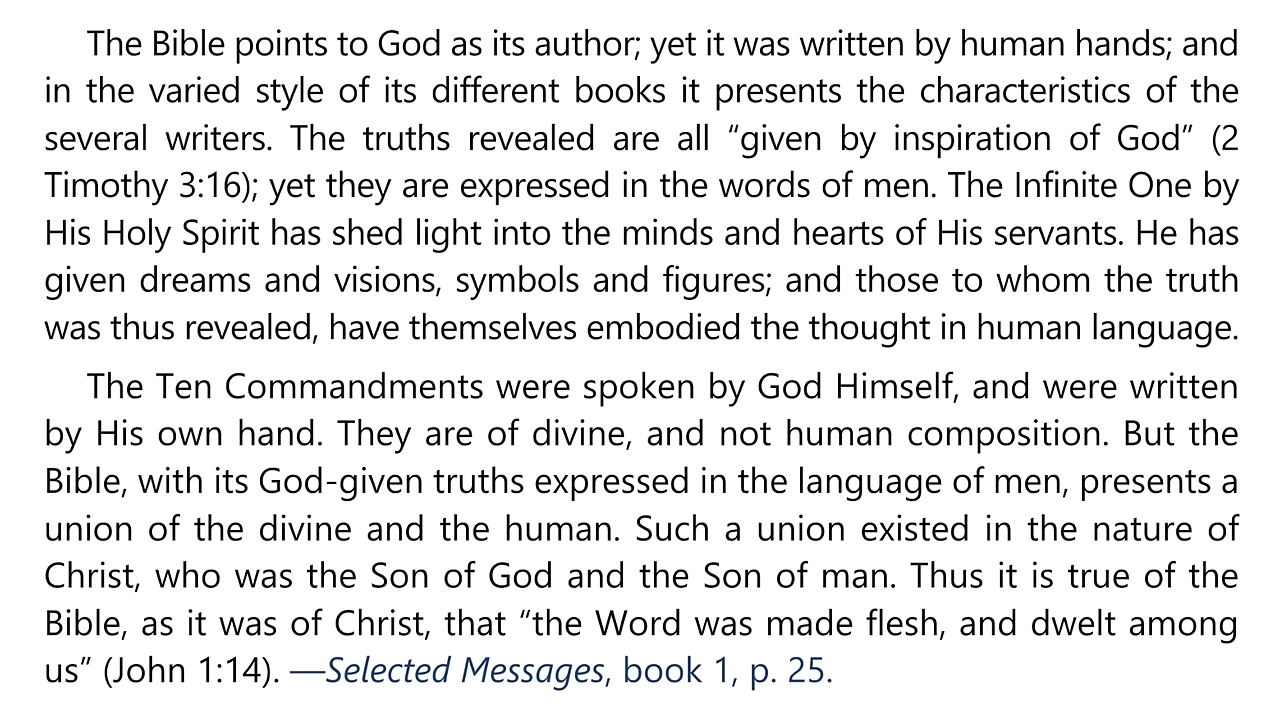 The Bible points to God as its author; yet it was written by human hands; and
in the varied style of its different books it presents the characteristics of the
several writers. The truths revealed are all “given by inspiration of God” (2
Timothy 3:16); yet they are expressed in the words of men. The Infinite One by
His Holy Spirit has shed light into the minds and hearts of His servants. He has
given dreams and visions, symbols and figures; and those to whom the truth
was thus revealed, have themselves embodied the thought in human language.
The Ten Commandments were spoken by God Himself, and were written
by His own hand. They are of divine, and not human composition. But the
Bible, with its God-given truths expressed in the language of men, presents a
union of the divine and the human. Such a union existed in the nature of
Christ, who was the Son of God and the Son of man. Thus it is true of the
Bible, as it was of Christ, that “the Word was made flesh, and dwelt among
us” (John 1:14). —Selected Messages, book 1, p. 25.